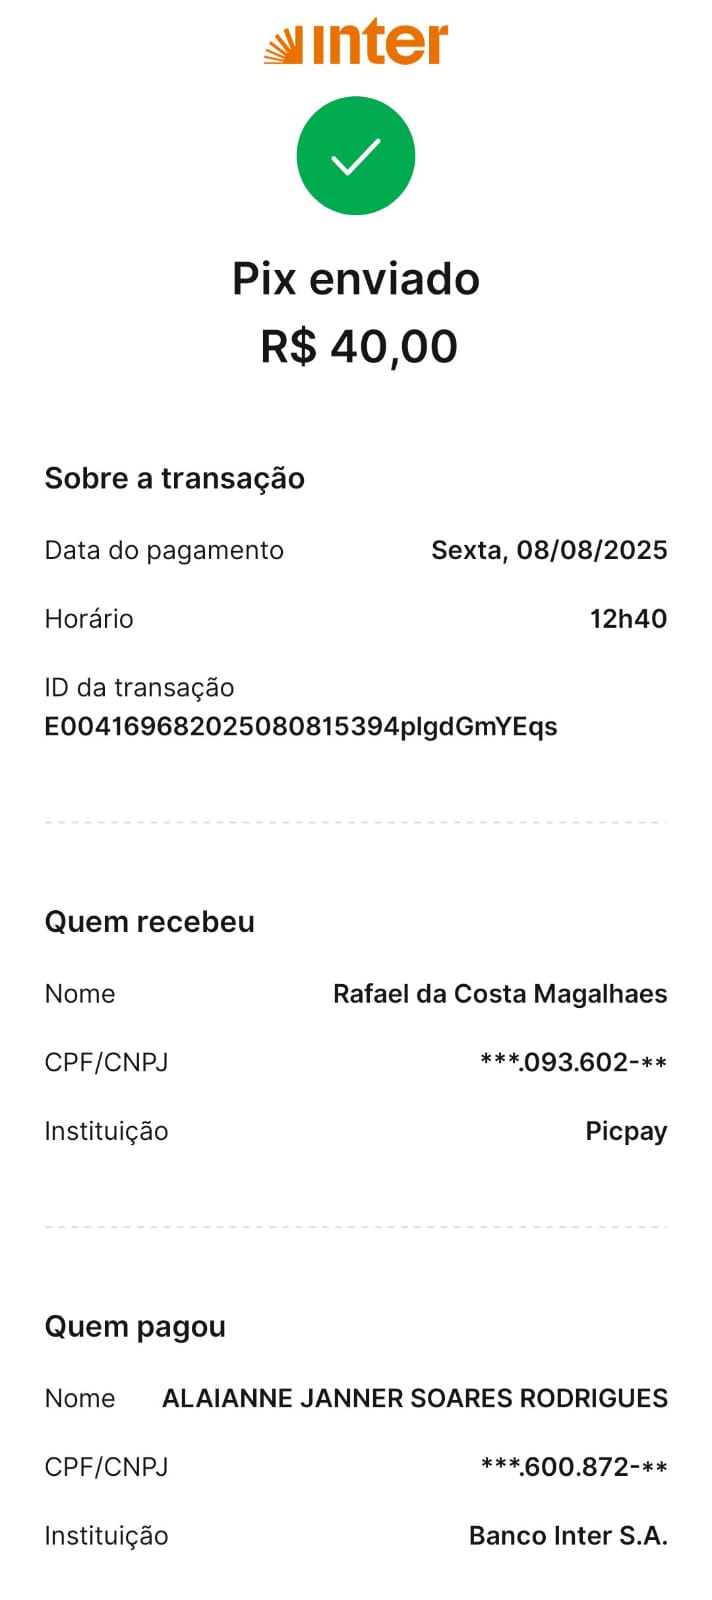 inter
Pix enviado
R$ 40,00
Sobre a transação
Data do pagamento Sexta, 08/08/2025
Horário 12h40
ID da transação
E004169682025080815394plgdGmYEqs
Quem recebeu
Nome Rafael da Costa Magalhaes
CPF/CNPJ ***.093.602-**
Instituição Picpay
Quem pagou
Nome ALAIANNE JANNER SOARES RODRIGUES
CPF/CNPJ ***.600.872-**
Instituição Banco Inter S.A.